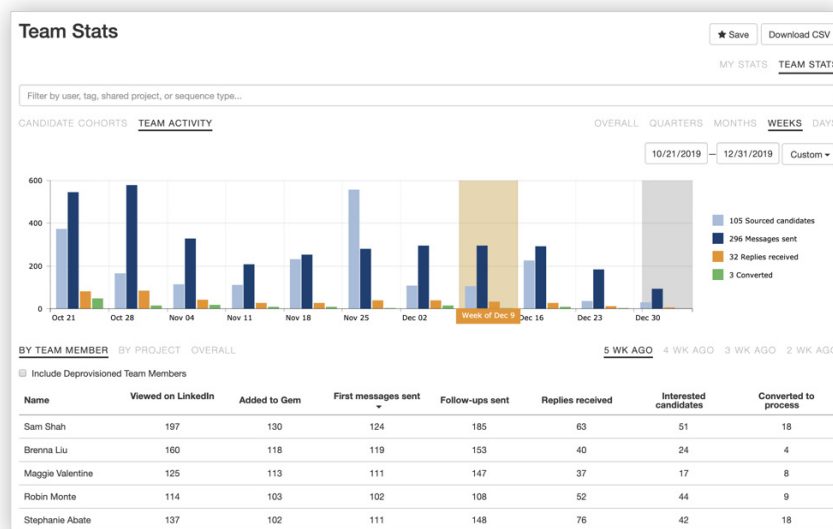 Team Stats
★ Save Download CSV
MY STATS TEAM STATS
Filter by user, tag, shared project, or sequence type...
CANDIDATE COHORTS TEAM ACTIVITY OVERALL QUARTERS MONTHS WEEKS DAYS
10/21/2019 – 12/31/2019 Custom
600
400
200
0
105 Sourced candidates
296 Messages sent
32 Replies received
3 Converted
Oct 21 Oct 28 Nov 04 Nov 11 Nov 18 Nov 25 Dec 02 Week of Dec 9 Dec 16 Dec 23 Dec 30
BY TEAM MEMBER BY PROJECT OVERALL 5 WK AGO 4 WK AGO 3 WK AGO 2 WK AGO
Include Deprovisioned Team Members
Name Viewed on LinkedIn Added to Gem First messages sent Follow-ups sent Replies received Interested candidates Converted to process
Sam Shah 197 130 124 185 63 51 18
Brenna Liu 160 118 119 153 40 24 4
Maggie Valentine 125 113 111 147 37 17 8
Robin Monte 114 103 102 108 52 44 9
Stephanie Abate 137 102 111 148 76 42 18